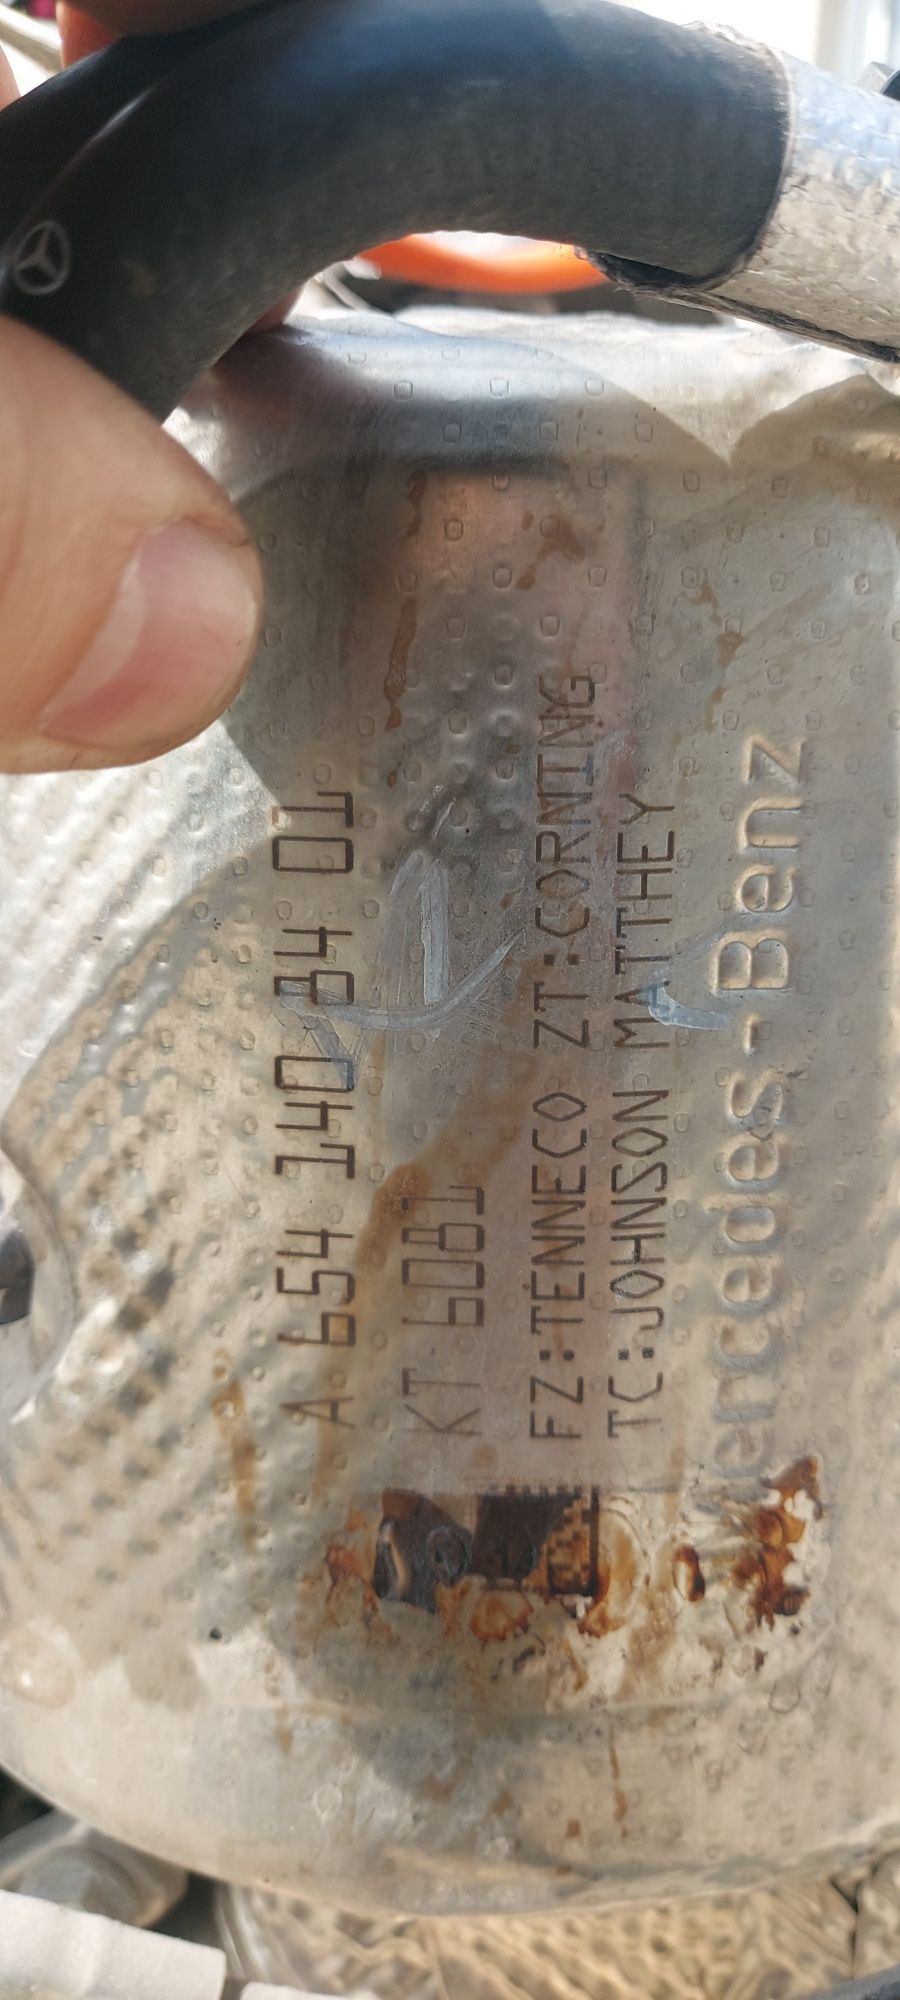 A 654 140 84 01
KT 6081
FZ:TENNECO ZT:CORNING
TC:JOHNSON MATTHEY
Mercedes-Benz